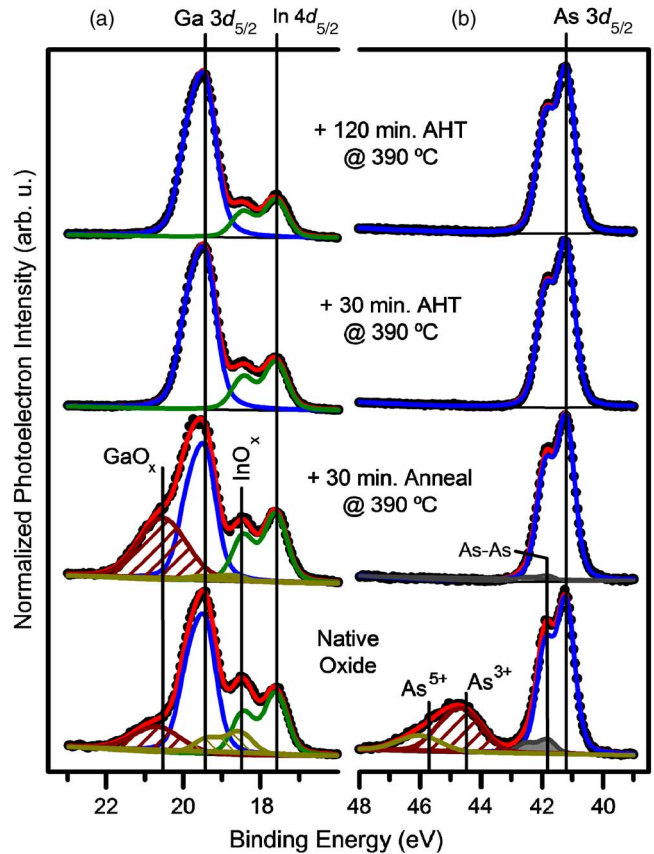 (a) Ga 3d5/2 In 4d5/2 (b) As 3d5/2
Normalized Photoelectron Intensity (arb. u.)
+ 120 min. AHT
@ 390 ºC
+ 30 min. AHT
@ 390 ºC
GaOx
InOx
+ 30 min. Anneal
@ 390 ºC
As-As
Native
Oxide
As5+
As3+
22 20 18 48 46 44 42 40
Binding Energy (eV)